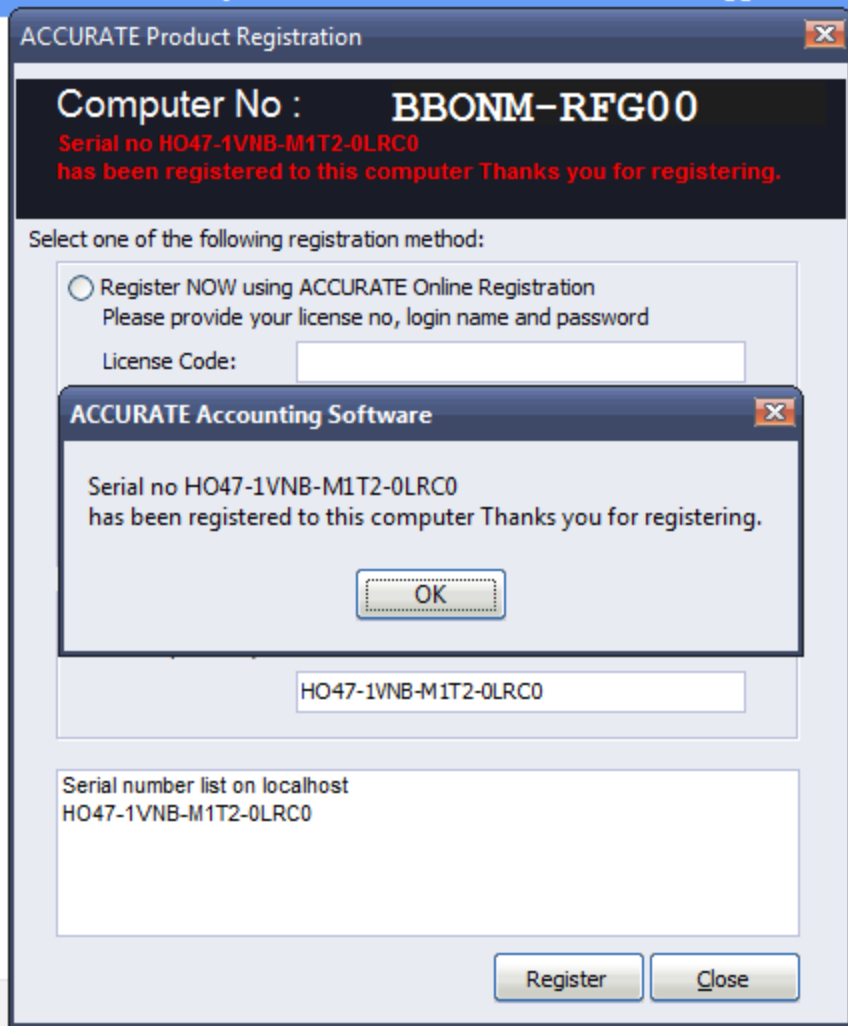 ACCURATE Product Registration
Computer No : BBONM-RFG00
Serial no HO47-1VNB-M1T2-0LRC0
has been registered to this computer Thanks you for registering.
Select one of the following registration method:
Register NOW using ACCURATE Online Registration
Please provide your license no, login name and password
License Code:
ACCURATE Accounting Software
Serial no HO47-1VNB-M1T2-0LRC0
has been registered to this computer Thanks you for registering.
OK
HO47-1VNB-M1T2-0LRC0
Serial number list on localhost
HO47-1VNB-M1T2-0LRC0
Register Close